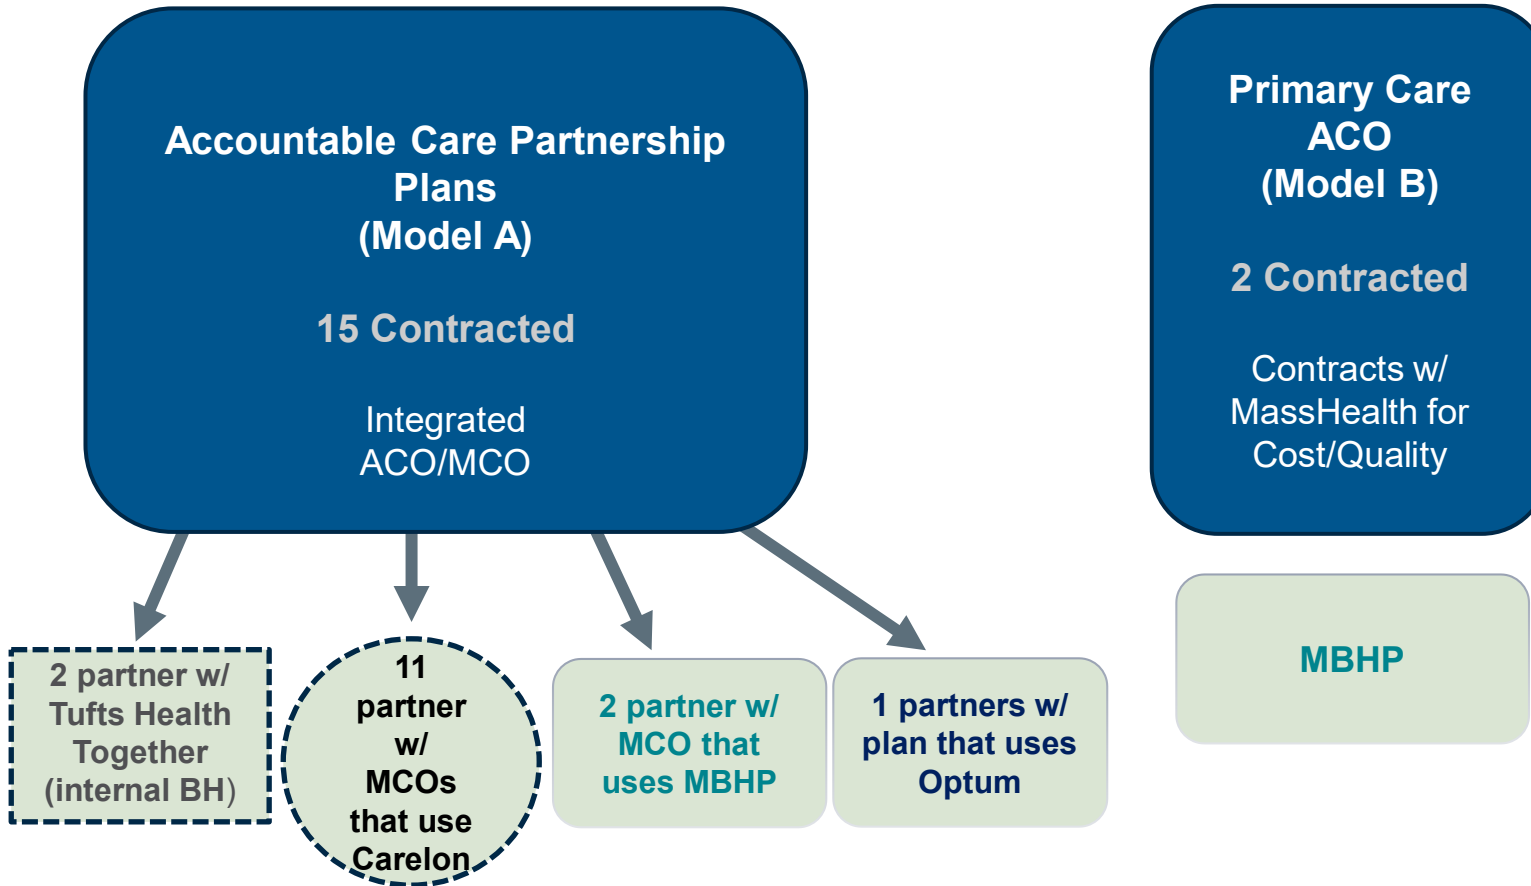 Accountable Care Partnership
Plans
(Model A)
15 Contracted
Integrated
ACO/MCO
Primary Care
ACO
(Model B)
2 Contracted
Contracts w/
MassHealth for
Cost/Quality
2 partner w/
Tufts Health
Together
(internal BH)
11
partner
w/
MCOs
that use
Carelon
2 partner w/
MCO that
uses MBHP
1 partners w/
plan that uses
Optum
MBHP